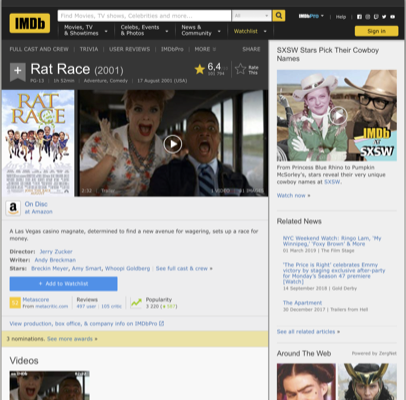 IMDb
Find Movies, TV shows, Celebrities and more...
All
IMDbPro
Help
Movies, TV
& Showtimes
Celebs, Events
& Photos
News &
Community
Watchlist
Sign in
FULL CAST AND CREW | TRIVIA | USER REVIEWS | IMDbPro | MORE
SHARE
Rat Race (2001)
PG-13 | 1h 52min | Adventure, Comedy | 17 August 2001 (USA)
6,4
Rate
This
RAT
RACE
On Disc
at Amazon
A Las Vegas casino magnate, determined to find a new avenue for wagering, sets up a race for
money.
Director: Jerry Zucker
Writer: Andy Breckman
Stars: Breckin Meyer, Amy Smart, Whoopi Goldberg | See full cast & crew »
+ Add to Watchlist
Metascore
From metacritic.com
Reviews
497 user | 105 critic
Popularity
View production, box office, & company info on IMDbPro
3 nominations. See more awards »
Videos
SXSW Stars Pick Their Cowboy
Names
IMDb
AT
SXSW
From Princess Blue Rhino to Pumpkin
McSorley's, stars reveal their very unique
cowboy names at SXSW.
Watch now »
Related News
NYC Weekend Watch: Ringo Lam, 'My
Winnipeg,' 'Foxy Brown' & More
01 March 2019 | The Film Stage
'The Price is Right' celebrates Emmy
victory by staging exclusive after-party
for Monday's Season 47 premiere
[Watch]
14 September 2018 | Gold Derby
The Apartment
30 December 2017 | Trailers from Hell
See all related articles »
Around The Web
Powered by ZergNet